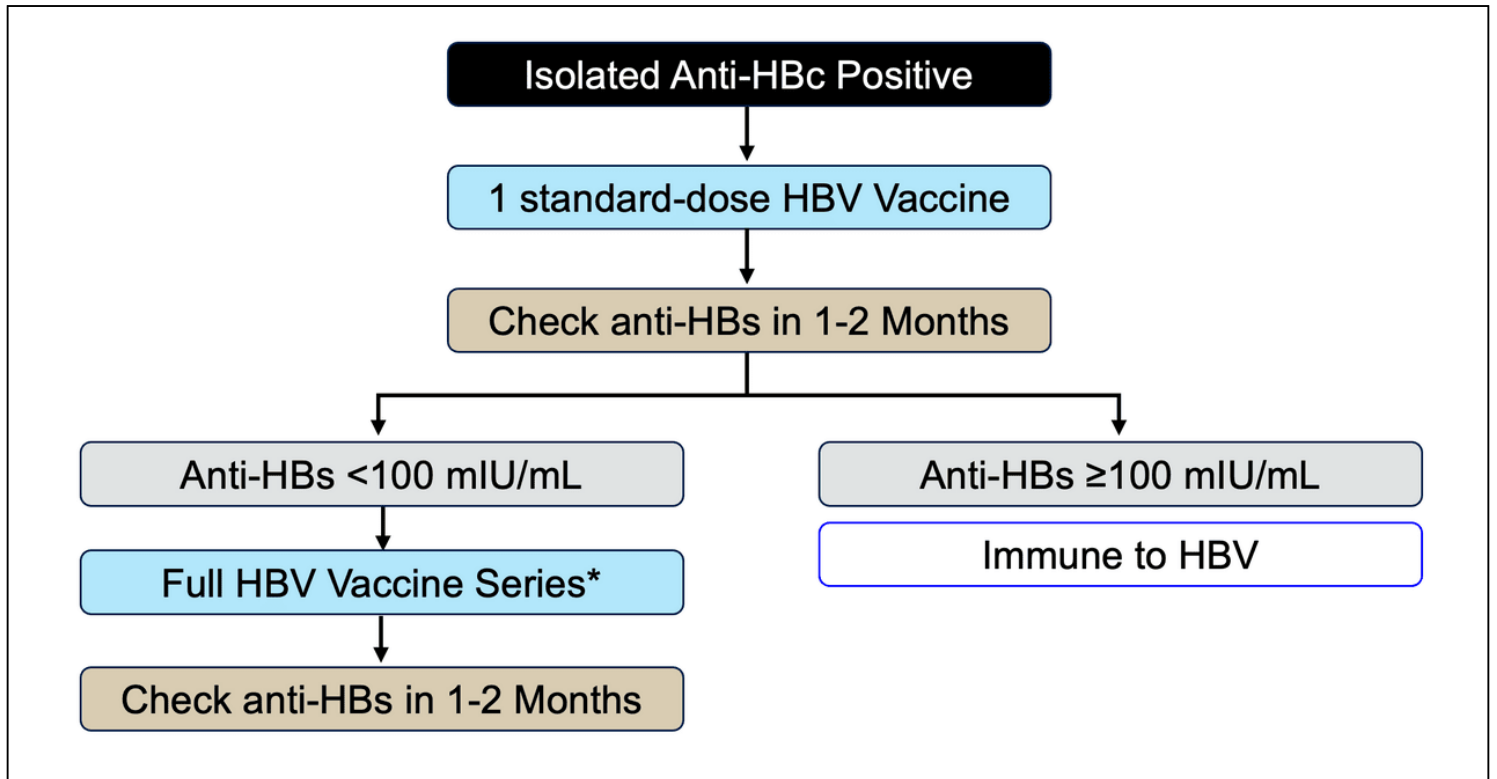 Isolated Anti-HBc Positive
1 standard-dose HBV Vaccine
Check anti-HBs in 1-2 Months
Anti-HBs <100 mIU/mL
Anti-HBs ≥100 mIU/mL
Full HBV Vaccine Series*
Immune to HBV
Check anti-HBs in 1-2 Months